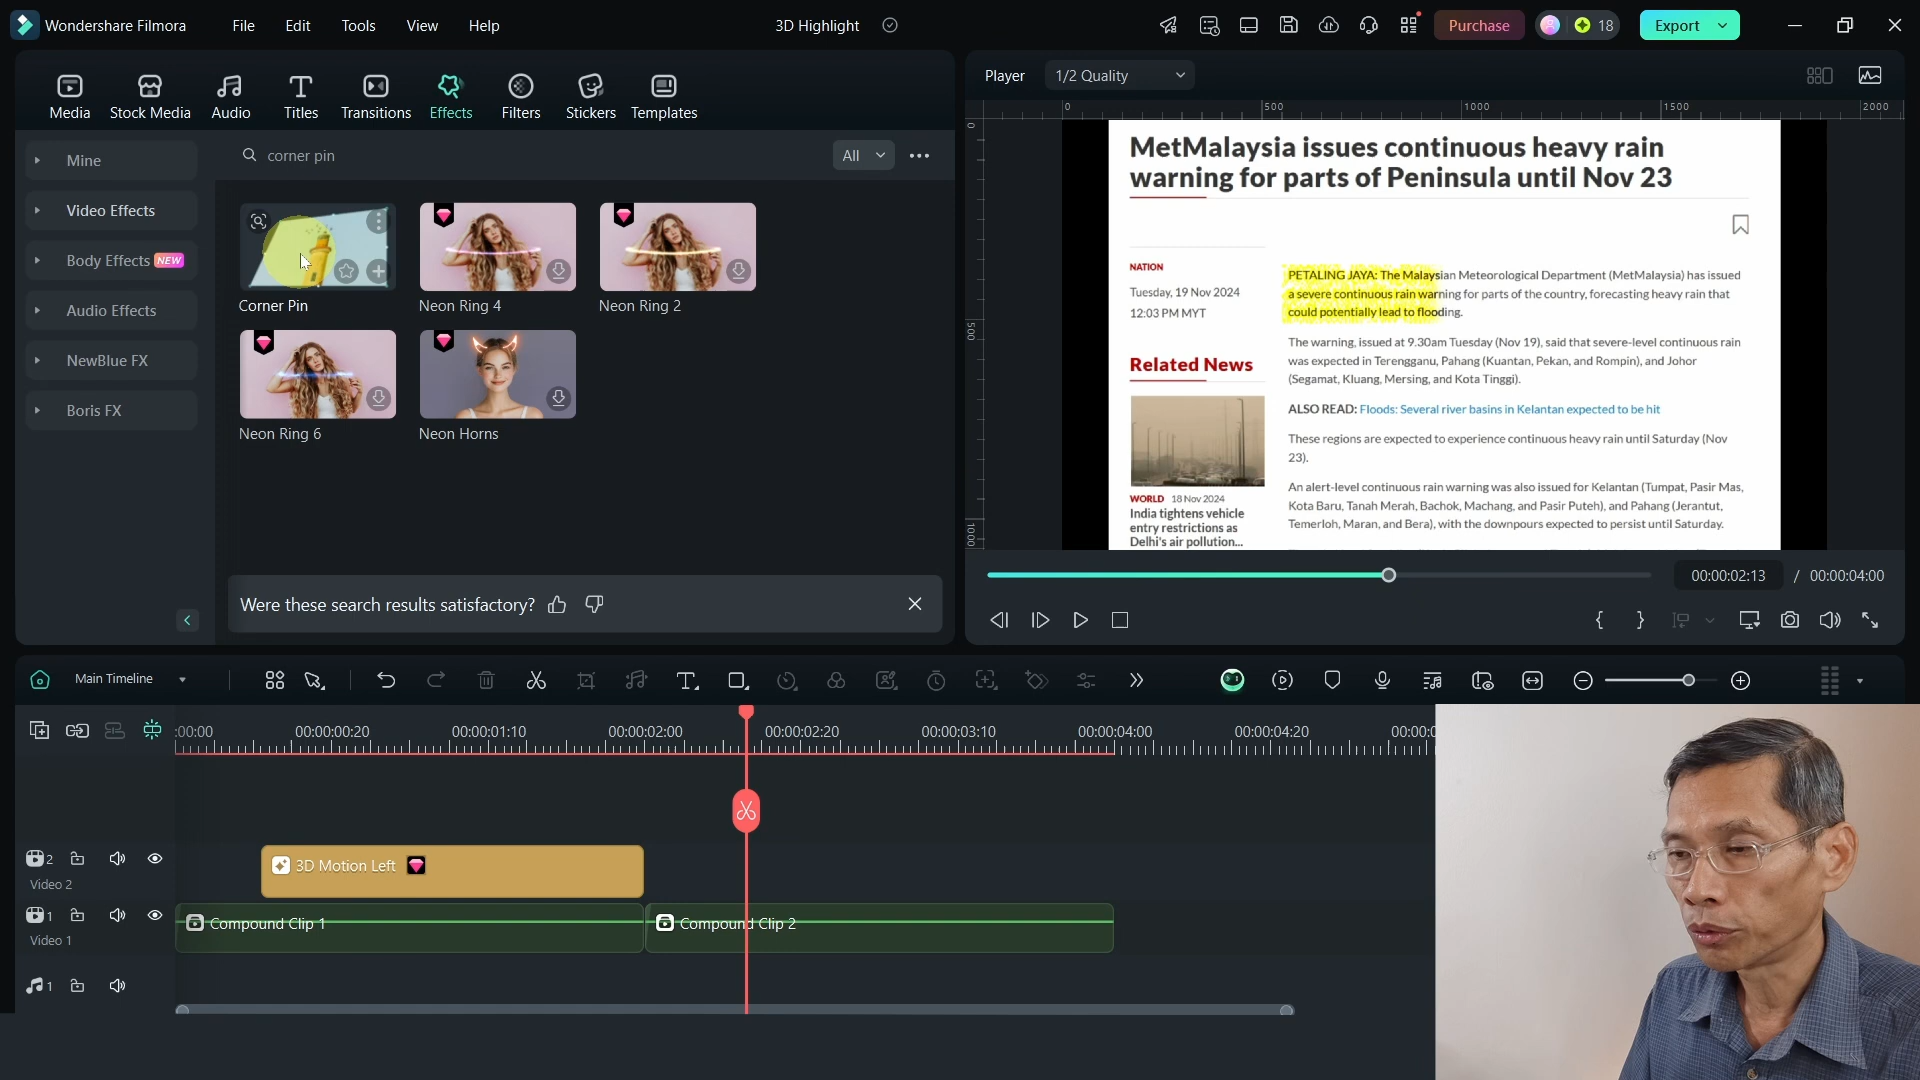 Wondershare Filmora
File
Edit
Tools
View
Help
3D Highlight
Purchase
18
Export
Media
Stock Media
Audio
Titles
Transitions
Effects
Filters
Stickers
Templates
Player
1/2 Quality
Mine
Video Effects
Body Effects NEW
Audio Effects
NewBlue FX
Boris FX
corner pin
All
Corner Pin
Neon Ring 4
Neon Ring 2
Neon Ring 6
Neon Horns
Were these search results satisfactory?
0
500
1000
1500
2000
0
500
1000
MetMalaysia issues continuous heavy rain
warning for parts of Peninsula until Nov 23
NATION
Tuesday, 19 Nov 2024
12:03 PM MYT
PETALING JAYA: The Malaysian Meteorological Department (MetMalaysia) has issued
a severe continuous rain warning for parts of the country, forecasting heavy rain that
could potentially lead to flooding.
The warning, issued at 9.30am Tuesday (Nov 19), said that severe-level continuous rain
was expected in Terengganu, Pahang (Kuantan, Pekan, and Rompin), and Johor
(Segamat, Kluang, Mersing, and Kota Tinggi).
ALSO READ: Floods: Several river basins in Kelantan expected to be hit
These regions are expected to experience continuous heavy rain until Saturday (Nov
23).
An alert-level continuous rain warning was also issued for Kelantan (Tumpat, Pasir Mas,
Kota Baru, Tanah Merah, Bachok, Machang, and Pasir Puteh), and Pahang (Jerantut,
Temerloh, Maran, and Bera), with the downpours expected to persist until Saturday.
Related News
WORLD 18 Nov 2024
India tightens vehicle
entry restrictions as
Delhi's air pollution...
00:00:02:13 / 00:00:04:00
Main Timeline
:00:00
00:00:00:20
00:00:01:10
00:00:02:00
00:00:02:20
00:00:03:10
00:00:04:00
00:00:04:20
00:00:0
2
Video 2
3D Motion Left
1
Video 1
Compound Clip 1
Compound Clip 2
1